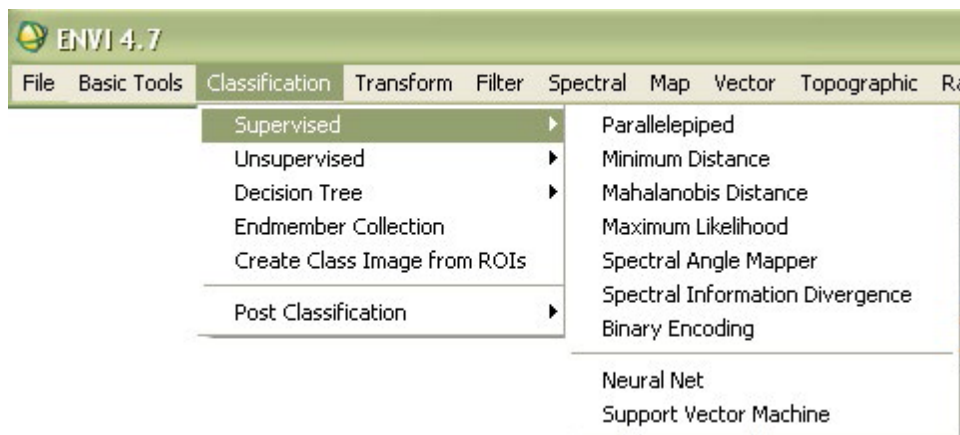 ENVI 4.7
File Basic Tools Classification Transform Filter Spectral Map Vector Topographic
Supervised
Unsupervised
Decision Tree
Endmember Collection
Create Class Image from ROIs
Post Classification
Parallelepiped
Minimum Distance
Mahalanobis Distance
Maximum Likelihood
Spectral Angle Mapper
Spectral Information Divergence
Binary Encoding
Neural Net
Support Vector Machine